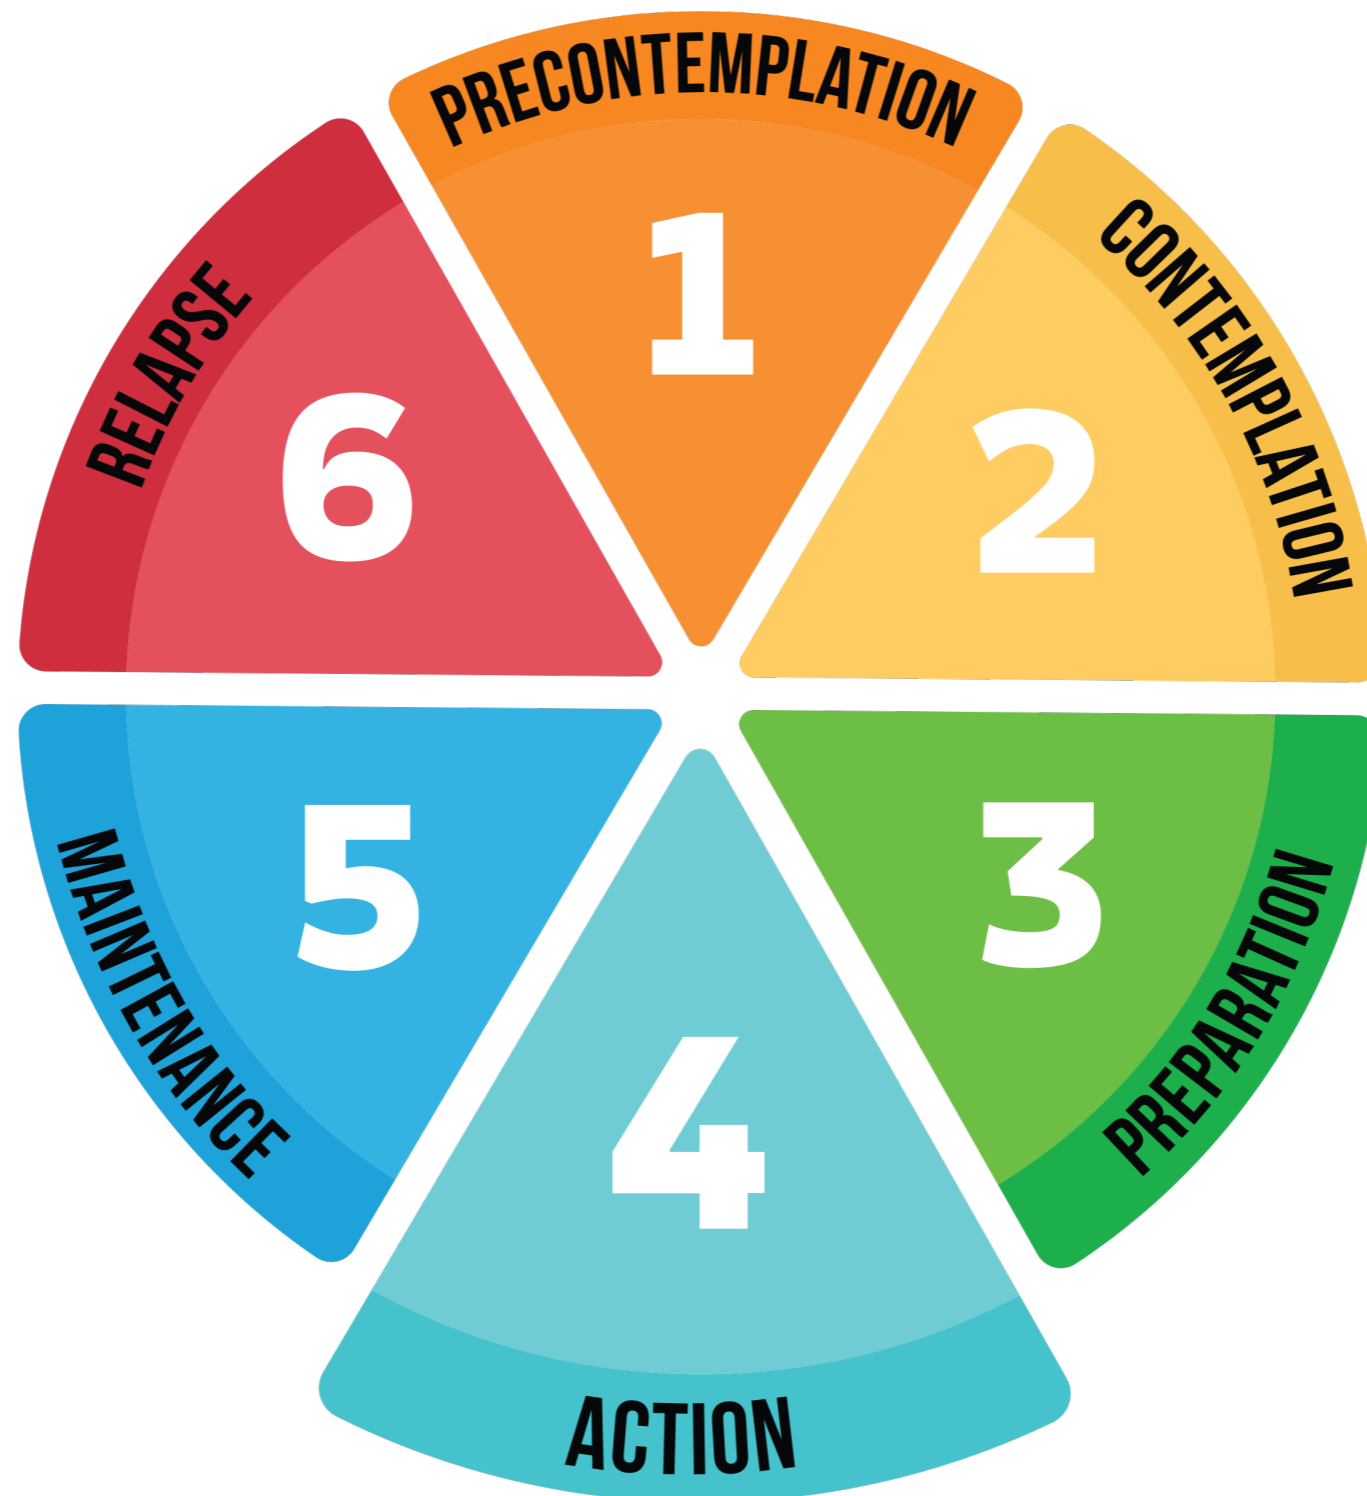 PRECONTEMPLATION
1
CONTEMPLATION
2
PREPARATION
3
ACTION
4
MAINTENANCE
5
RELAPSE
6